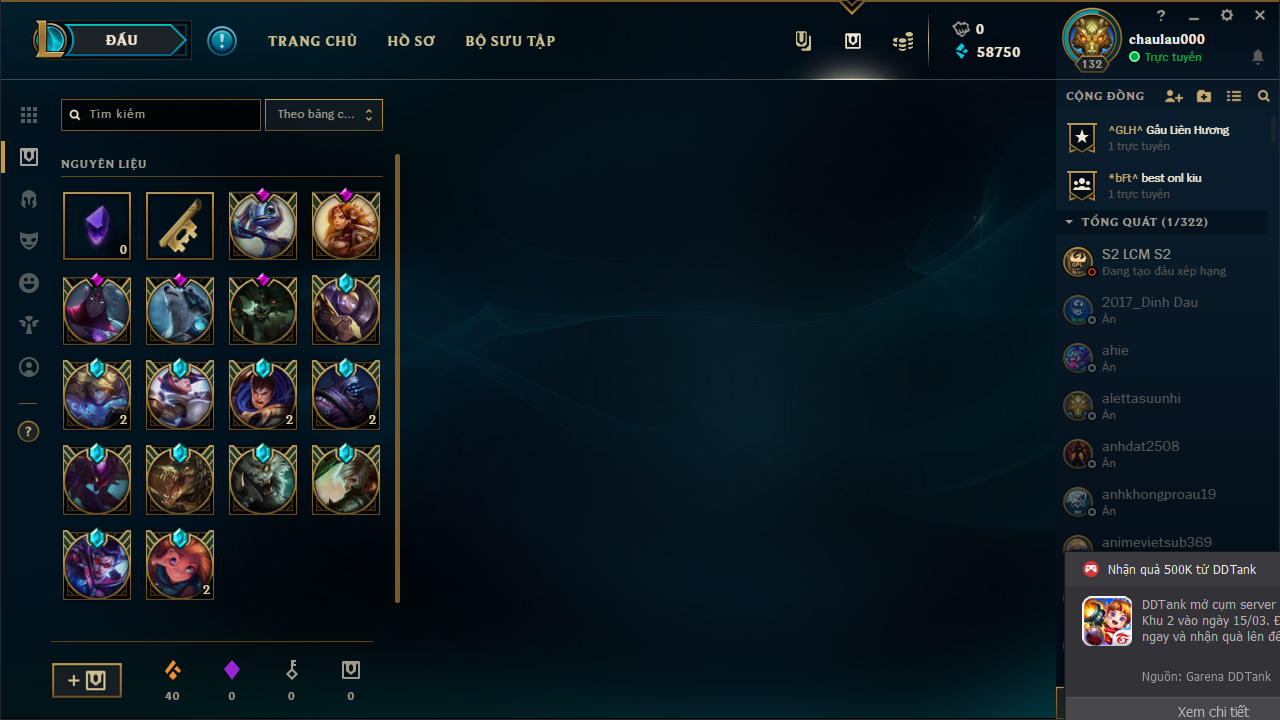 ĐẤU
TRANG CHỦ
HỒ SƠ
BỘ SƯU TẬP
0
58750
132
chaulau000
Trực tuyến
Tìm kiếm
Theo bảng c...
NGUYÊN LIỆU
0
2
2
2
2
40
0
0
0
CỘNG ĐỒNG
^GLH^ Gấu Liên Hương
1 trực tuyến
*bFt^ best onl kiu
1 trực tuyến
TỔNG QUÁT (1/322)
S2 LCM S2
Đang tạo đấu xếp hạng
2017_Dinh Dau
Ẩn
ahie
Ẩn
alettasuunhi
Ẩn
anhdat2508
Ẩn
anhkhongproau19
Ẩn
animevietsub369
Nhận quà 500K từ DDTank
DDTank mở cụm server
Khu 2 vào ngày 15/03. Đ
ngay và nhận quà lên đế
Nguồn: Garena DDTank
Xem chi tiết